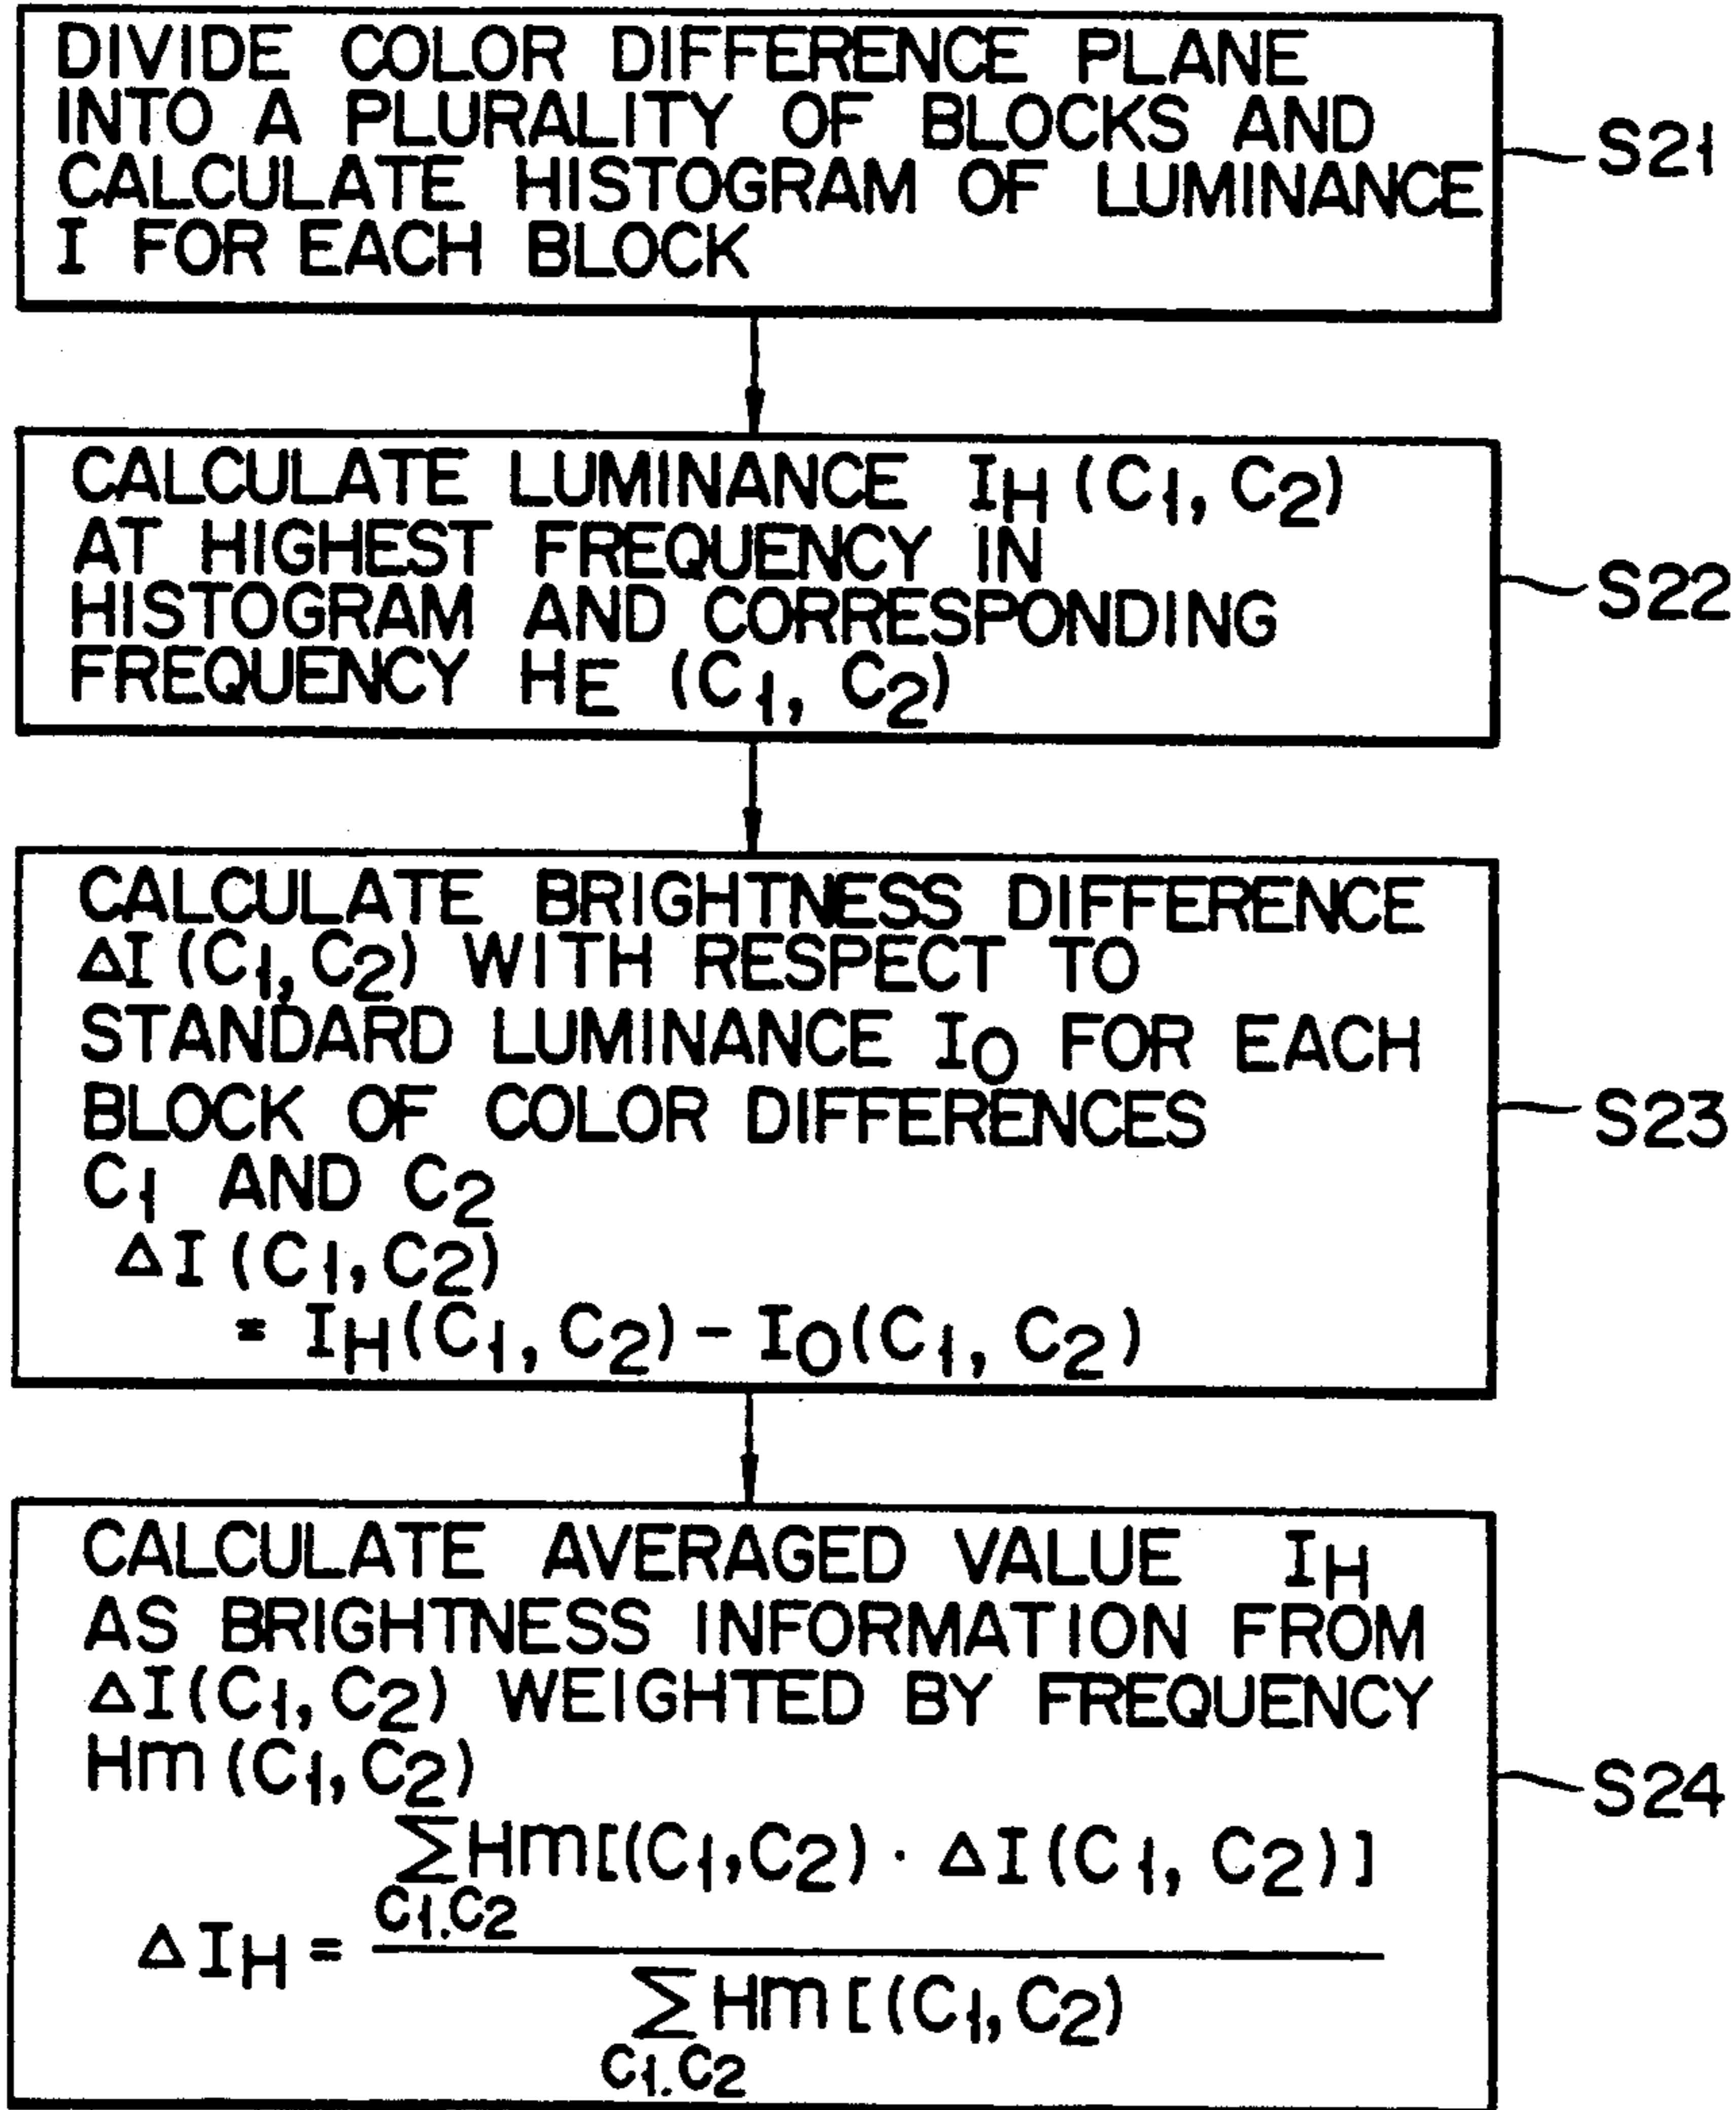 DIVIDE COLOR DIFFERENCE PLANE
INTO A PLURALITY OF BLOCKS AND
CALCULATE HISTOGRAM OF LUMINANCE
I FOR EACH BLOCK
S21
CALCULATE LUMINANCE IH (C1, C2)
AT HIGHEST FREQUENCY IN
HISTOGRAM AND CORRESPONDING
FREQUENCY HE (C1, C2)
S22
CALCULATE BRIGHTNESS DIFFERENCE
ΔI (C1, C2) WITH RESPECT TO
STANDARD LUMINANCE IO FOR EACH
BLOCK OF COLOR DIFFERENCES
C1 AND C2
ΔI (C1, C2)
= IH(C1, C2) - IO(C1, C2)
S23
CALCULATE AVERAGED VALUE IH
AS BRIGHTNESS INFORMATION FROM
ΔI(C1, C2) WEIGHTED BY FREQUENCY
Hm (C1, C2)
S24
ΣHm[(C1,C2) · ΔI(C1, C2)]
C1.C2
ΔIH =
ΣHm[(C1,C2)
C1.C2